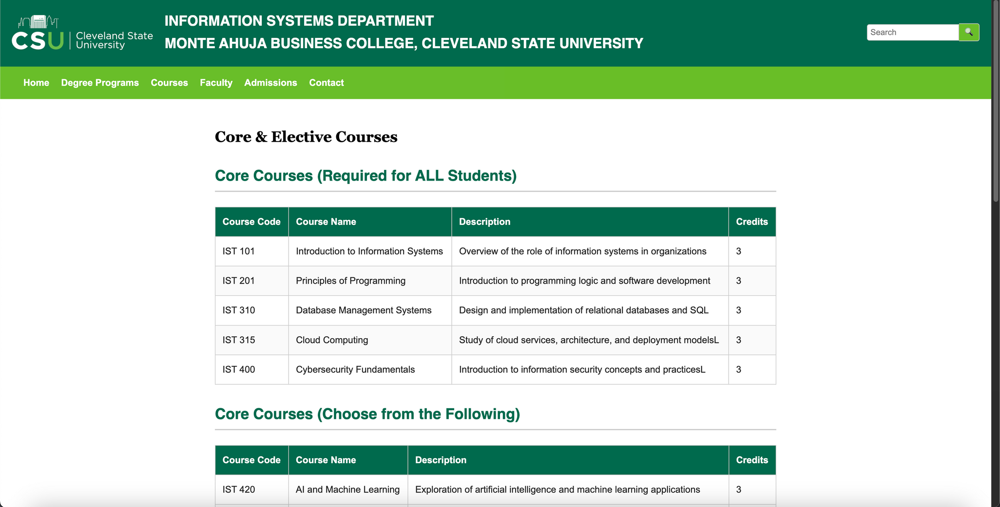 CSU
Cleveland State
University
INFORMATION SYSTEMS DEPARTMENT
MONTE AHUJA BUSINESS COLLEGE, CLEVELAND STATE UNIVERSITY
Search
Home Degree Programs Courses Faculty Admissions Contact
Core & Elective Courses
Core Courses (Required for ALL Students)
Course Code Course Name Description Credits
IST 101 Introduction to Information Systems Overview of the role of information systems in organizations 3
IST 201 Principles of Programming Introduction to programming logic and software development 3
IST 310 Database Management Systems Design and implementation of relational databases and SQL 3
IST 315 Cloud Computing Study of cloud services, architecture, and deployment modelsL 3
IST 400 Cybersecurity Fundamentals Introduction to information security concepts and practicesL 3
Core Courses (Choose from the Following)
Course Code Course Name Description Credits
IST 420 AI and Machine Learning Exploration of artificial intelligence and machine learning applications 3